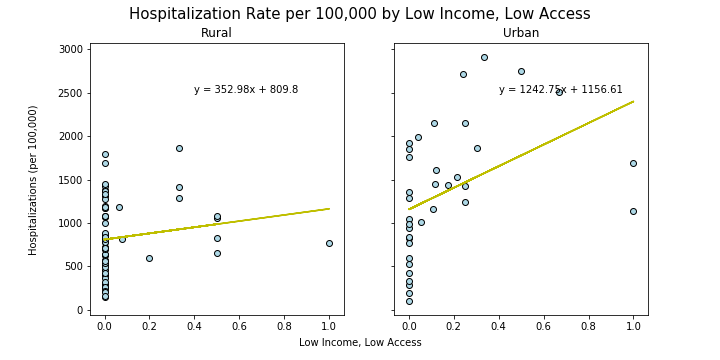 Hospitalization Rate per 100,000 by Low Income, Low Access
Rural
Urban
3000
2500
2000
1500
1000
500
0
Hospitalizations (per 100,000)
y = 352.98x + 809.8
y = 1242.75x + 1156.61
0.0 0.2 0.4 0.6 0.8 1.0
0.0 0.2 0.4 0.6 0.8 1.0
Low Income, Low Access